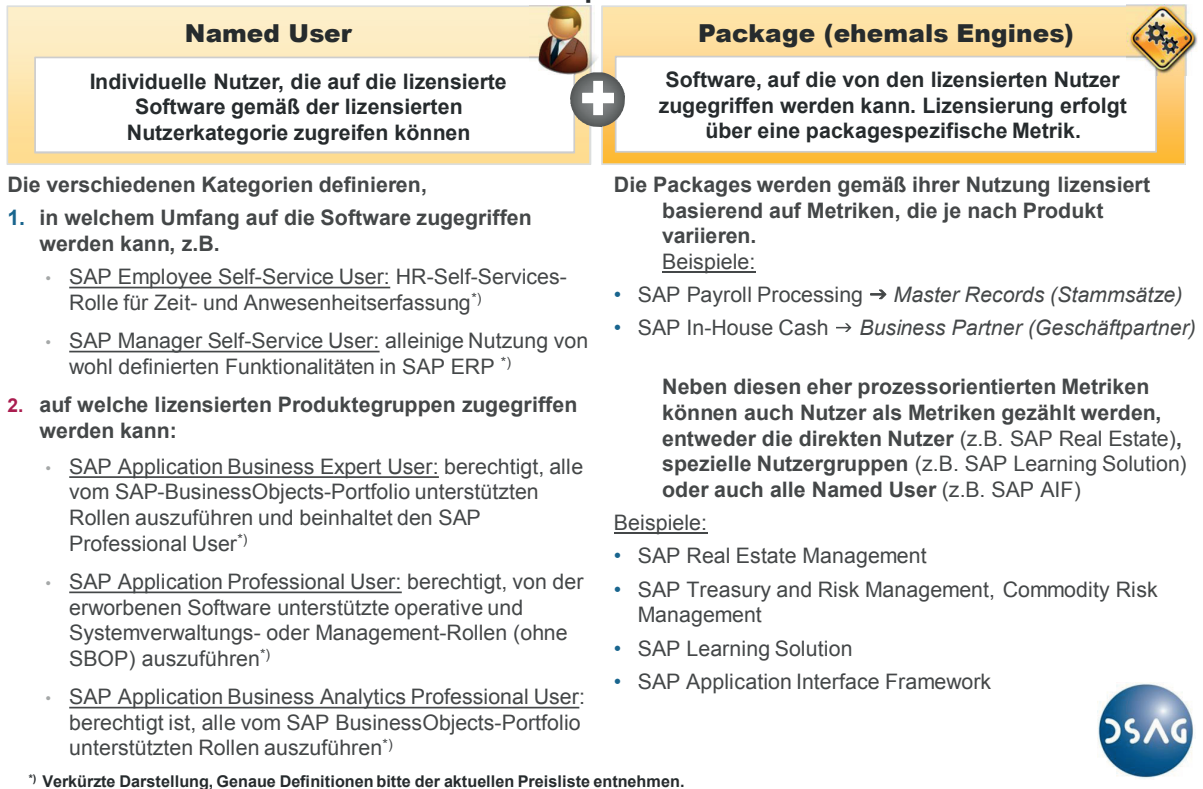 Named User
Individuelle Nutzer, die auf die lizensierte
Software gemäß der lizensierten
Nutzerkategorie zugreifen können
Die verschiedenen Kategorien definieren,
1. in welchem Umfang auf die Software zugegriffen
werden kann, z.B.
• SAP Employee Self-Service User: HR-Self-Services-
Rolle für Zeit- und Anwesenheitserfassung*)
• SAP Manager Self-Service User: alleinige Nutzung von
wohl definierten Funktionalitäten in SAP ERP *)
2. auf welche lizensierten Produktegruppen zugegriffen
werden kann:
• SAP Application Business Expert User: berechtigt, alle
vom SAP-BusinessObjects-Portfolio unterstützten
Rollen auszuführen und beinhaltet den SAP
Professional User*)
• SAP Application Professional User: berechtigt, von der
erworbenen Software unterstützte operative und
Systemverwaltungs- oder Management-Rollen (ohne
SBOP) auszuführen*)
• SAP Application Business Analytics Professional User:
berechtigt ist, alle vom SAP BusinessObjects-Portfolio
unterstützten Rollen auszuführen*)
Package (ehemals Engines)
Software, auf die von den lizensierten Nutzer
zugegriffen werden kann. Lizensierung erfolgt
über eine packagespezifische Metrik.
Die Packages werden gemäß ihrer Nutzung lizensiert
basierend auf Metriken, die je nach Produkt
variieren.
Beispiele:
• SAP Payroll Processing ➔ Master Records (Stammsätze)
• SAP In-House Cash → Business Partner (Geschäftpartner)
Neben diesen eher prozessorientierten Metriken
können auch Nutzer als Metriken gezählt werden,
entweder die direkten Nutzer (z.B. SAP Real Estate),
spezielle Nutzergruppen (z.B. SAP Learning Solution)
oder auch alle Named User (z.B. SAP AIF)
Beispiele:
• SAP Real Estate Management
• SAP Treasury and Risk Management, Commodity Risk
Management
• SAP Learning Solution
• SAP Application Interface Framework
DSAG
*) Verkürzte Darstellung, Genaue Definitionen bitte der aktuellen Preisliste entnehmen.